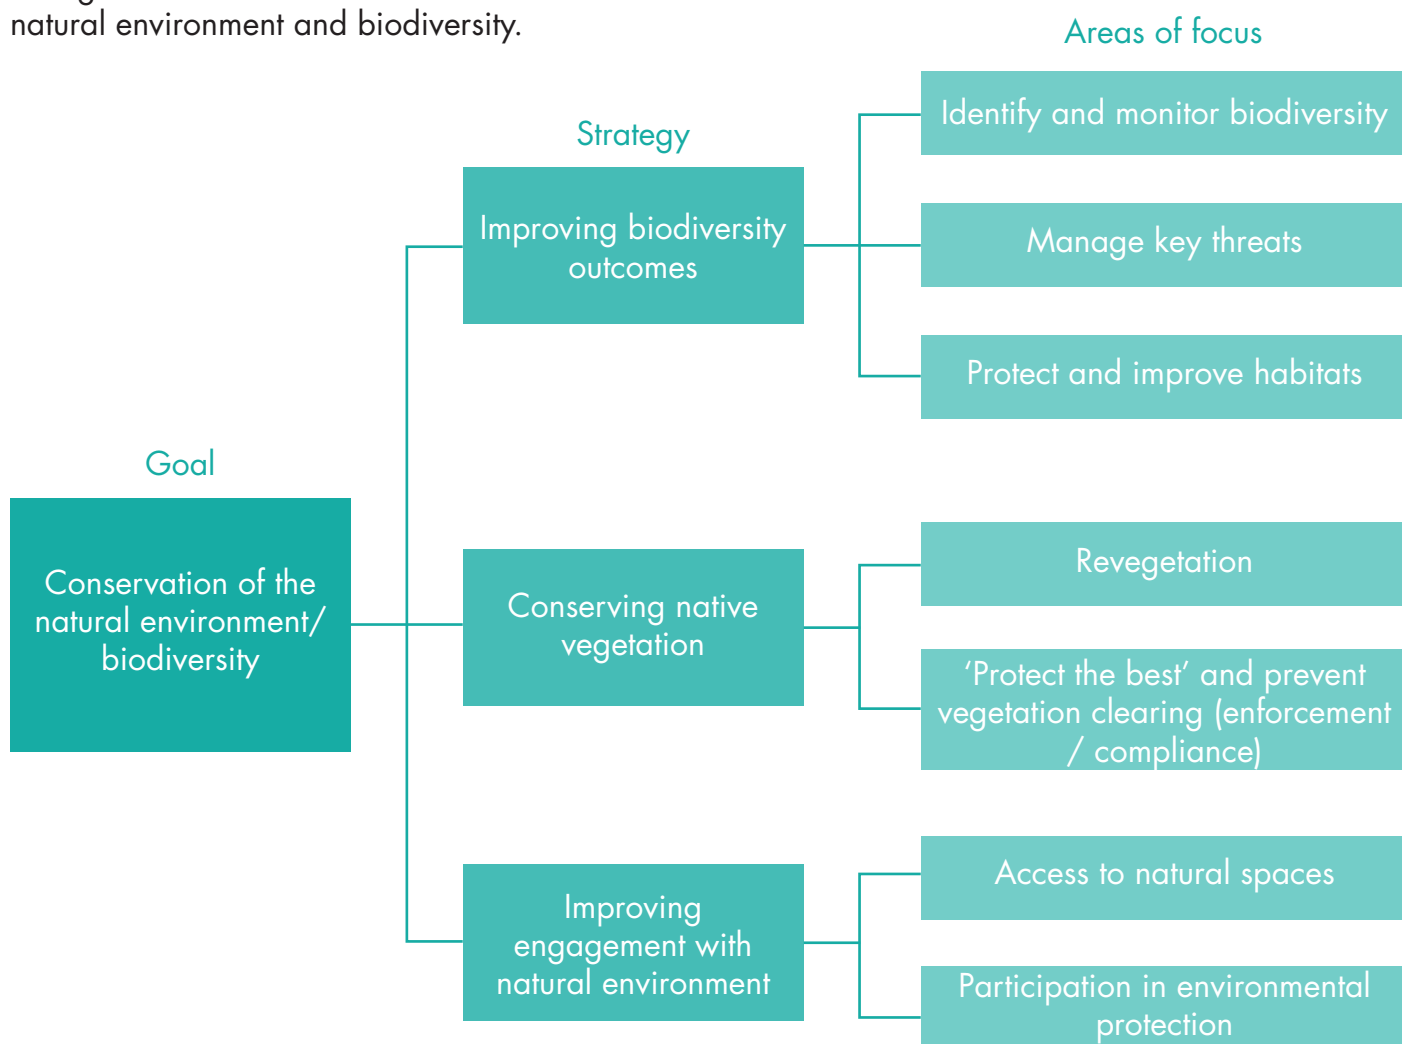 natural environment and biodiversity.
Areas of focus
Strategy
Goal
Conservation of the
natural environment/
biodiversity
Improving biodiversity
outcomes
Identify and monitor biodiversity
Manage key threats
Protect and improve habitats
Conserving native
vegetation
Revegetation
‘Protect the best’ and prevent
vegetation clearing (enforcement
/ compliance)
Improving
engagement with
natural environment
Access to natural spaces
Participation in environmental
protection